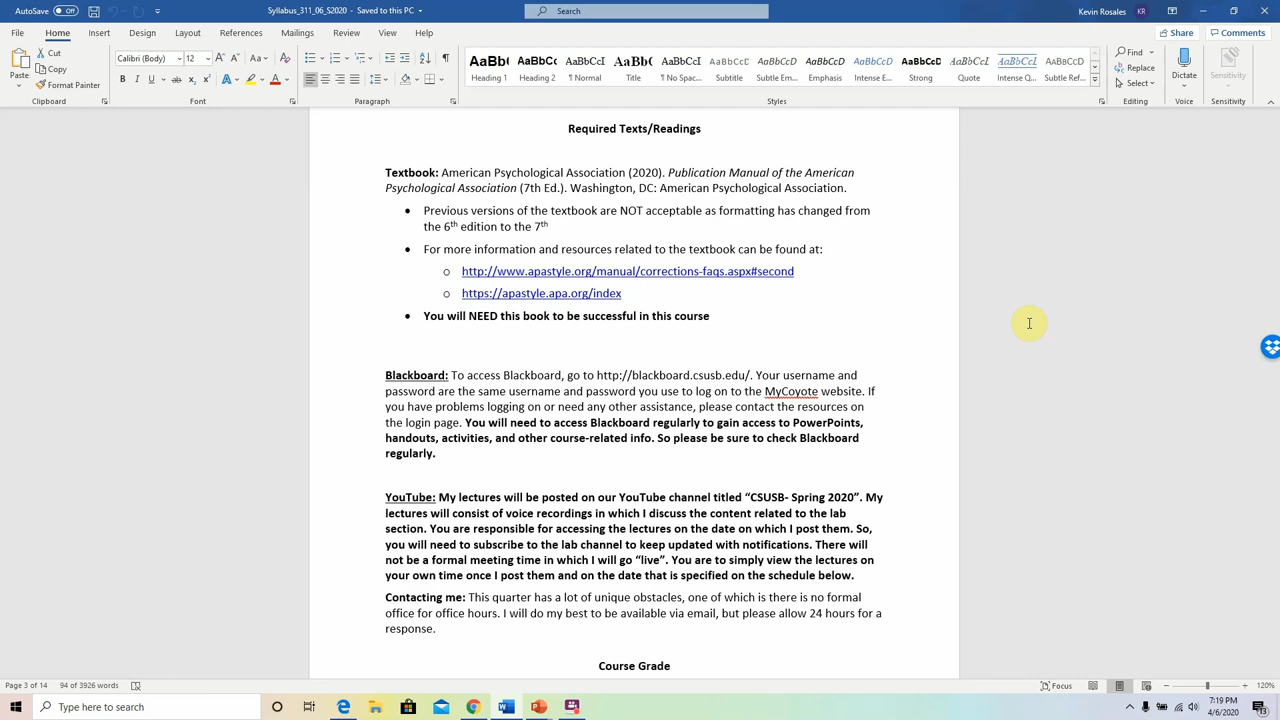 AutoSave Off Syllabus_311_06_S2020 Search Kevin Rosales
File Home Insert Design Layout References Mailings Review View Help Share Comments
Paste Cut Copy Format Painter
Calibri (Body) 12
AaBb( AaBbCc AaBbCcI AaBb( AaBbCcI AaBbCcD AaBbCcD AaBbCcD AaBbCcD AaBbCcD AaBbCcI AaBbCcI AaBbCcD
Heading 1 Heading 2 ¶ Normal Title ¶ No Spac... Subtitle Subtle Em... Emphasis Intense E... Strong Quote Intense Q... Subtle Ref...
Find Replace Select Dictate Sensitivity
Clipboard Font Paragraph Styles Editing Voice Sensitivity
Required Texts/Readings
Textbook: American Psychological Association (2020). Publication Manual of the American
Psychological Association (7th Ed.). Washington, DC: American Psychological Association.
• Previous versions of the textbook are NOT acceptable as formatting has changed from
the 6th edition to the 7th
• For more information and resources related to the textbook can be found at:
o http://www.apastyle.org/manual/corrections-faqs.aspx#second
o https://apastyle.apa.org/index
• You will NEED this book to be successful in this course
Blackboard: To access Blackboard, go to http://blackboard.csusb.edu/. Your username and
password are the same username and password you use to log on to the MyCoyote website. If
you have problems logging on or need any other assistance, please contact the resources on
the login page. You will need to access Blackboard regularly to gain access to PowerPoints,
handouts, activities, and other course-related info. So please be sure to check Blackboard
regularly.
YouTube: My lectures will be posted on our YouTube channel titled “CSUSB- Spring 2020”. My
lectures will consist of voice recordings in which I discuss the content related to the lab
section. You are responsible for accessing the lectures on the date on which I post them. So,
you will need to subscribe to the lab channel to keep updated with notifications. There will
not be a formal meeting time in which I will go “live”. You are to simply view the lectures on
your own time once I post them and on the date that is specified on the schedule below.
Contacting me: This quarter has a lot of unique obstacles, one of which is there is no formal
office for office hours. I will do my best to be available via email, but please allow 24 hours for a
response.
Course Grade
Page 3 of 14 94 of 3926 words Focus 120%
Type here to search 7:19 PM
4/6/2020